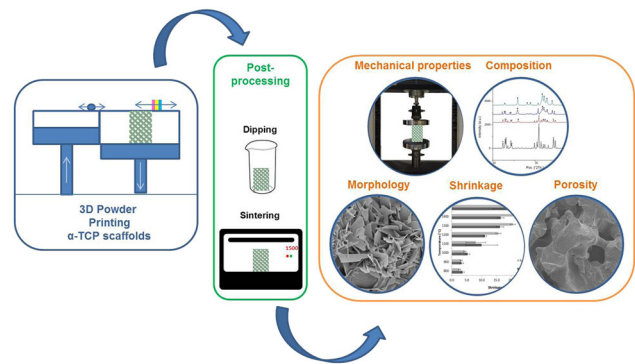 3D Powder
Printing
α-TCP scaffolds
Post-
processing
Dipping
Sintering
1500
Mechanical properties
Composition
Morphology
Shrinkage
Porosity